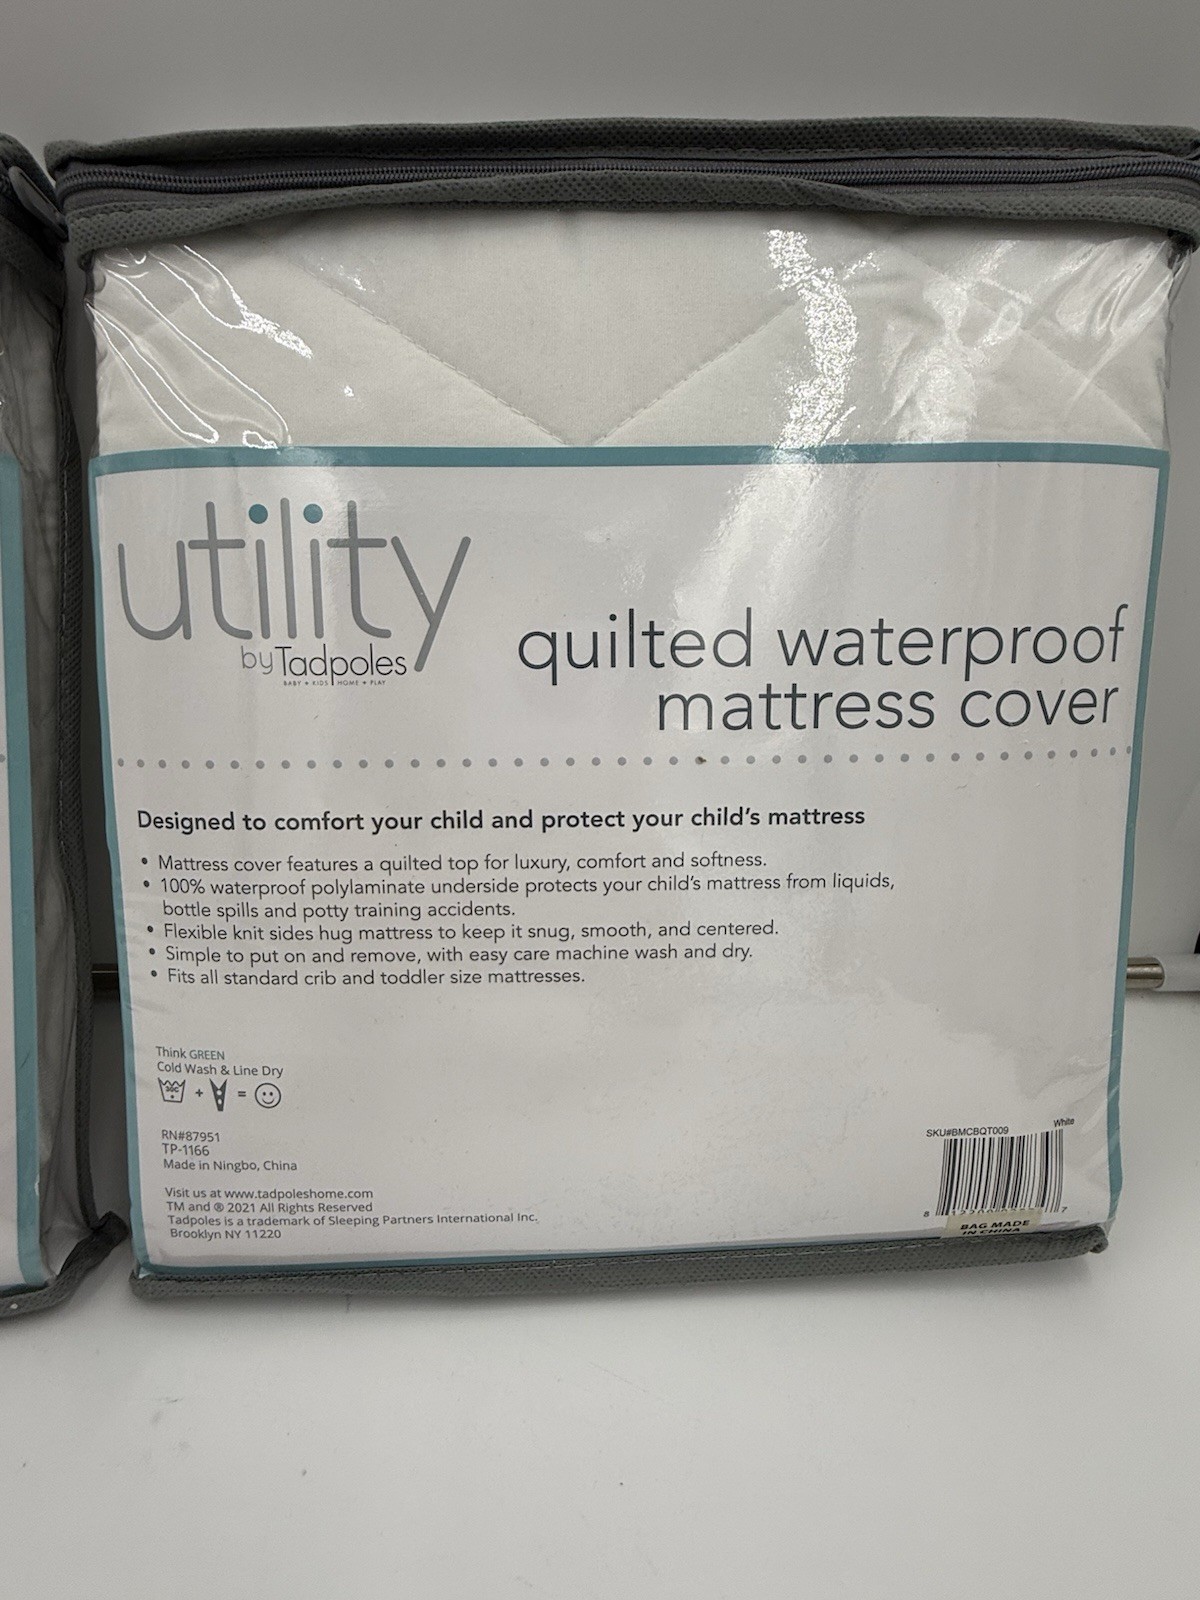 utility
by Tadpoles
BABY + KIDS | HOME + PLAY
quilted waterproof
mattress cover
Designed to comfort your child and protect your child's mattress
• Mattress cover features a quilted top for luxury, comfort and softness.
• 100% waterproof polylaminate underside protects your child's mattress from liquids,
bottle spills and potty training accidents.
• Flexible knit sides hug mattress to keep it snug, smooth, and centered.
• Simple to put on and remove, with easy care machine wash and dry.
• Fits all standard crib and toddler size mattresses.
Think GREEN
Cold Wash & Line Dry
30C + =
RN#87951
TP-1166
Made in Ningbo, China
Visit us at www.tadpoleshome.com
TM and ® 2021 All Rights Reserved
Tadpoles is a trademark of Sleeping Partners International Inc.
Brooklyn NY 11220
White
SKU#BMCBQT009
8
7
BAG MADE
IN CHINA